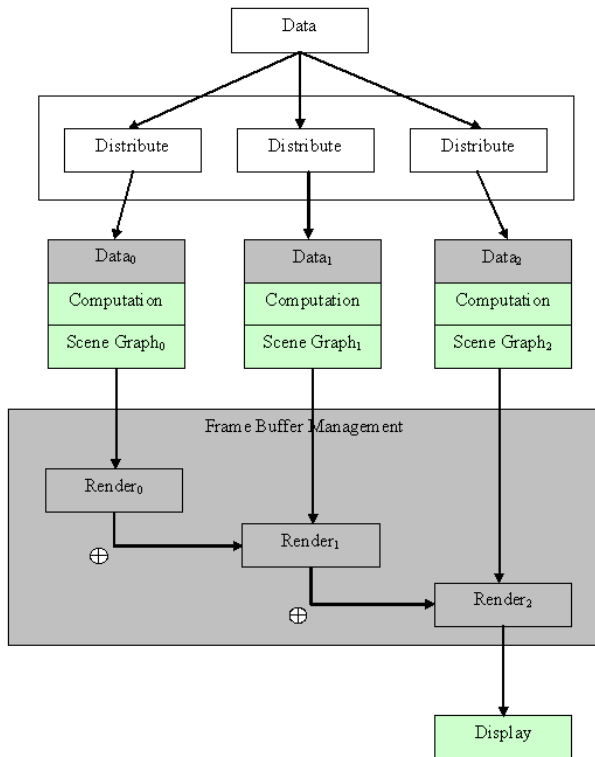 Data
Distribute Distribute Distribute
Data₀ Data₁ Data₂
Computation Computation Computation
Scene Graph₀ Scene Graph₁ Scene Graph₂
Frame Buffer Management
Render₀
⊕ Render₁
⊕ Render₂
Display